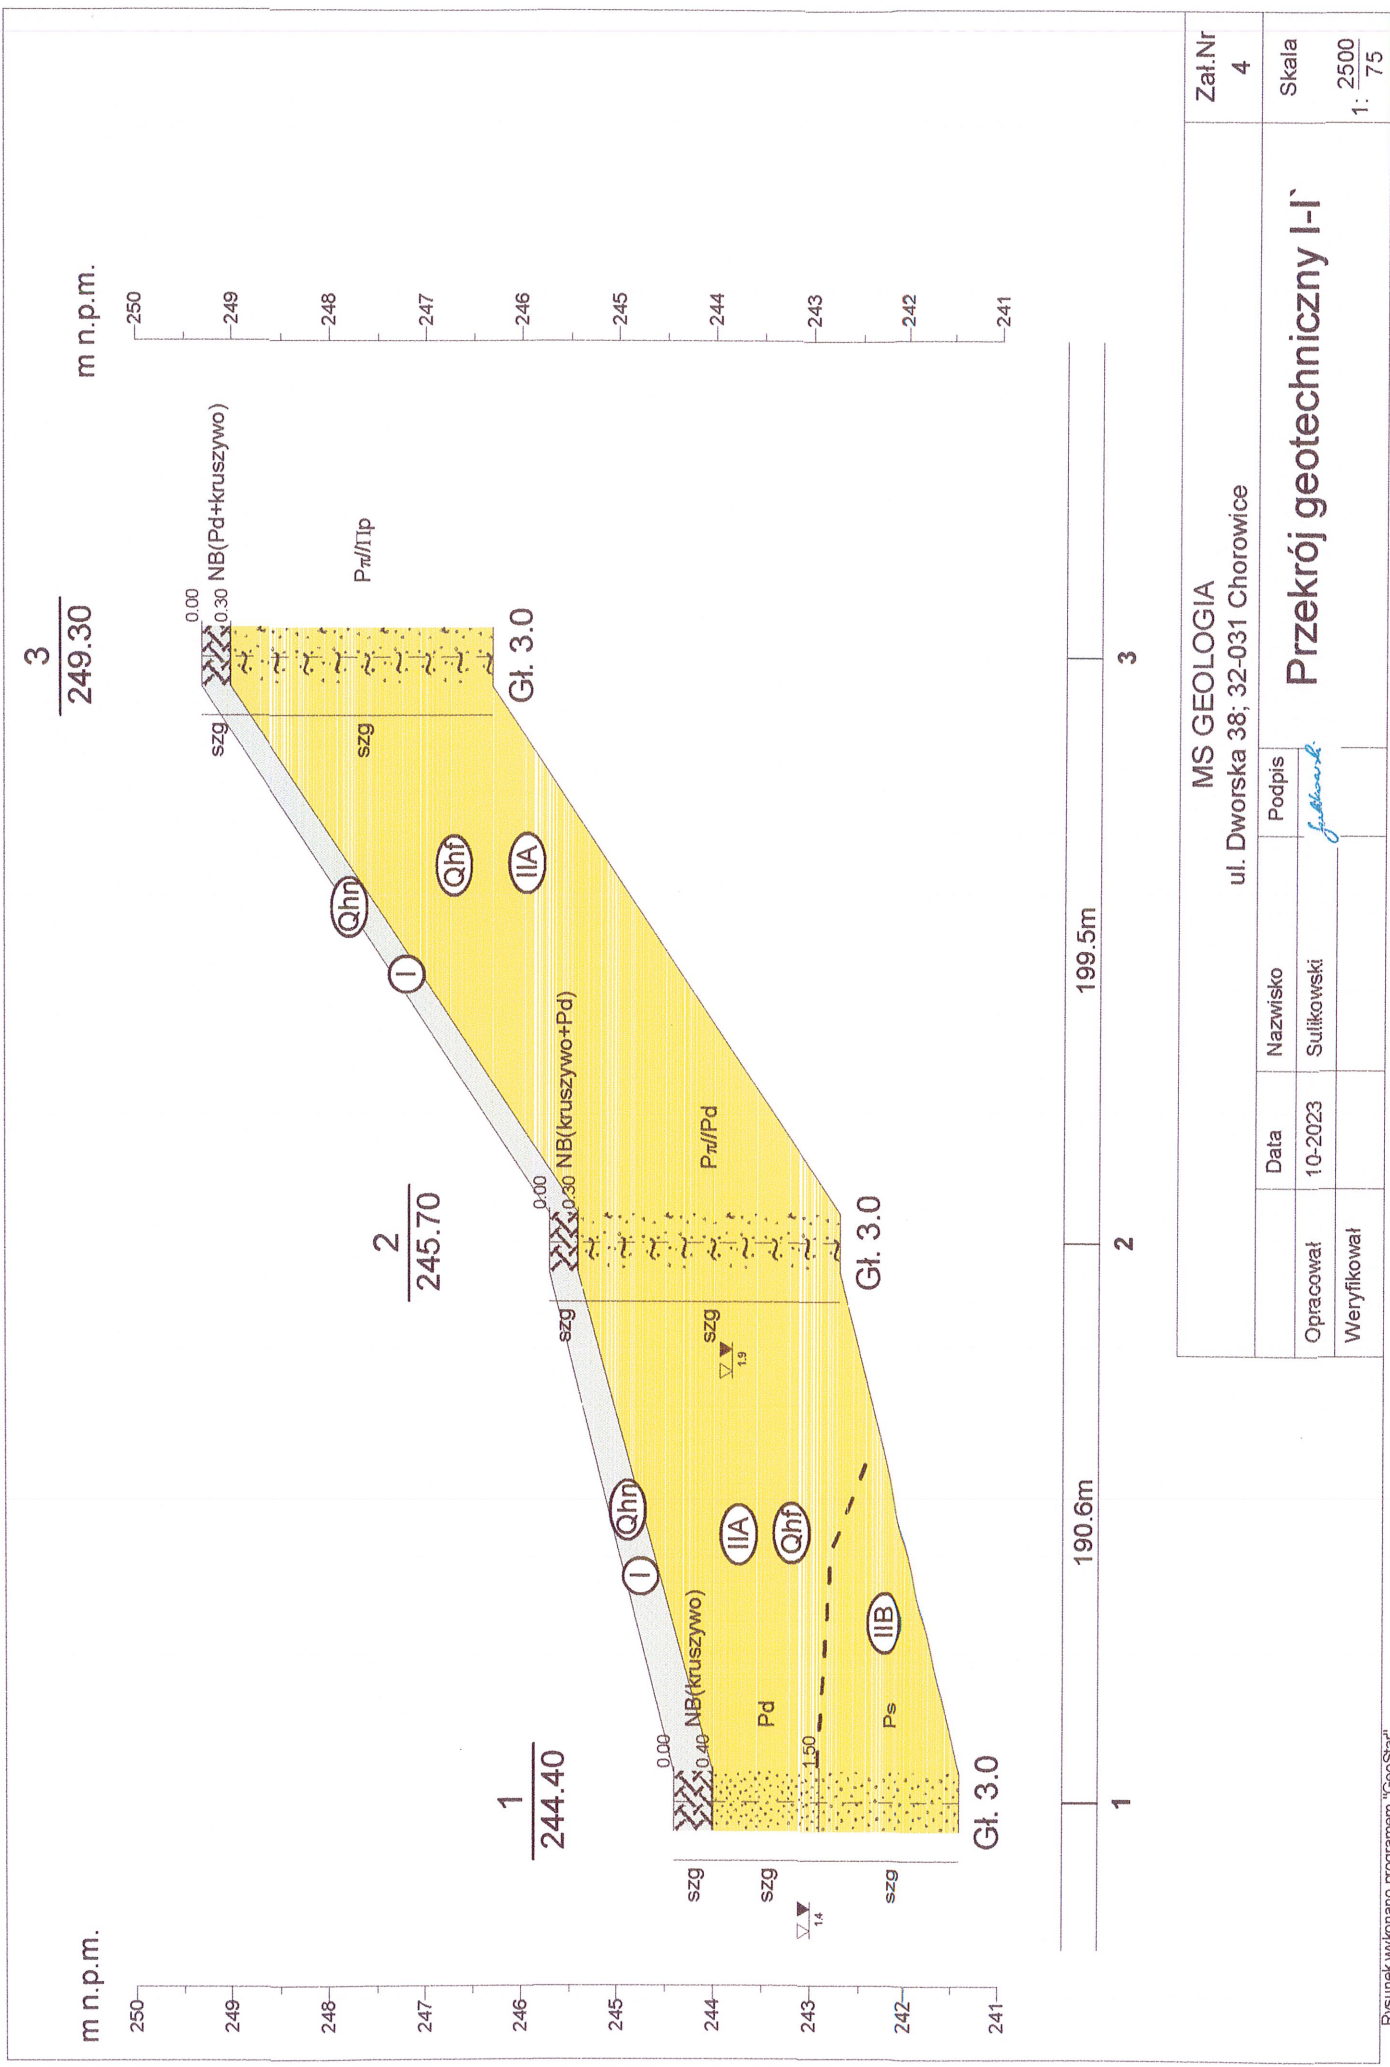 m n.p.m.
250
249
248
247
246
245
244
243
242
241
m n.p.m.
250
249
248
247
246
245
244
243
242
241
1
244.40
0.00
0.40 NB(kruszywo)
1.50
Pd
Ps
szg
szg
szg
1.4
Gł. 3.0
2
245.70
0.00
0.30 NB(kruszywo+Pd)
Pπ//Pd
szg
szg
1.9
Gł. 3.0
3
249.30
0.00
0.30 NB(Pd+kruszywo)
Pπ//Πp
szg
szg
Gł. 3.0
I
Qhn
IIA
Qhf
IIB
I
Qhn
Qhf
IIA
190.6m
199.5m
1
2
3
MS GEOLOGIA
ul. Dworska 38; 32-031 Chorowice
Zał.Nr
4
Data
Nazwisko
Podpis
Przekrój geotechniczny I-I`
Skala
1: 2500
75
Opracował
10-2023
Sulikowski
Weryfikował
Rysunek wykonano programem "GeoStar"